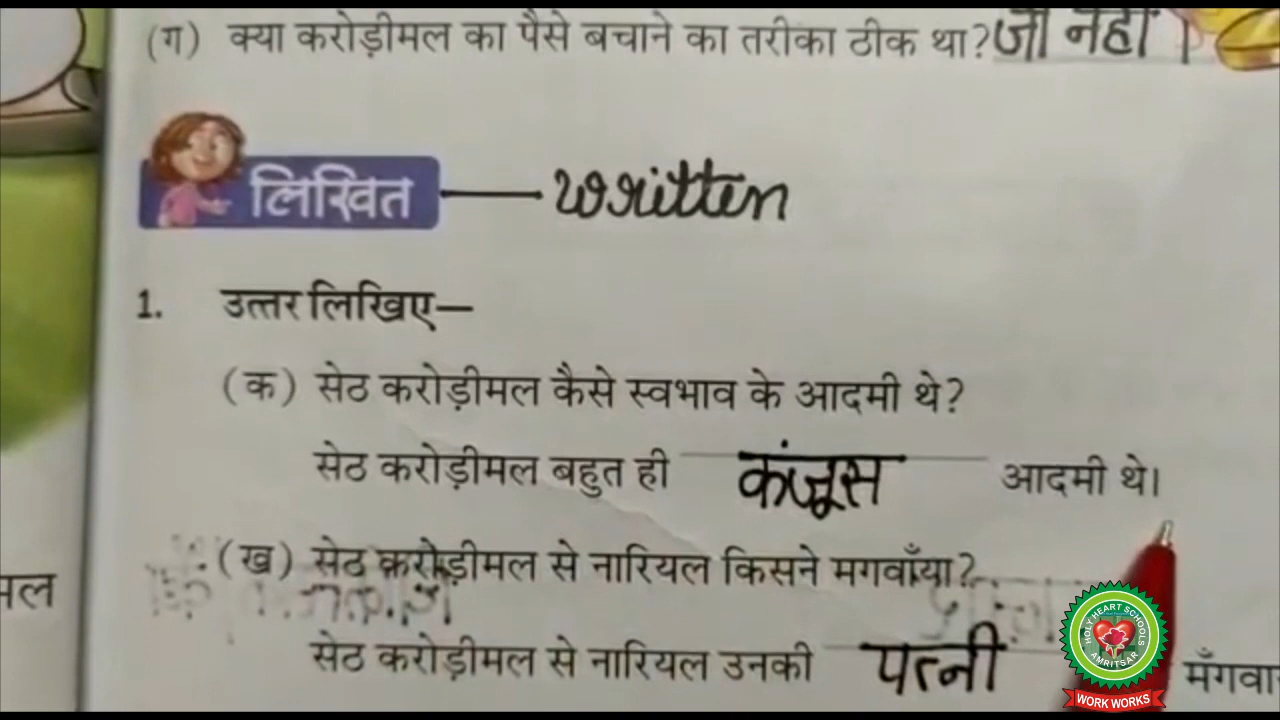 (ग) क्या करोड़ीमल का पैसे बचाने का तरीका ठीक था? जी नहीं ।
लिखित — written
1. उत्तर लिखिए—
(क) सेठ करोड़ीमल कैसे स्वभाव के आदमी थे?
सेठ करोड़ीमल बहुत ही कंजूस आदमी थे।
(ख) सेठ करोड़ीमल से नारियल किसने मगवाँया?
मल
सेठ करोड़ीमल से नारियल उनकी पत्नी मँगवा
HOLY HEART SCHOOLS
AMRITSAR
WORK WORKS